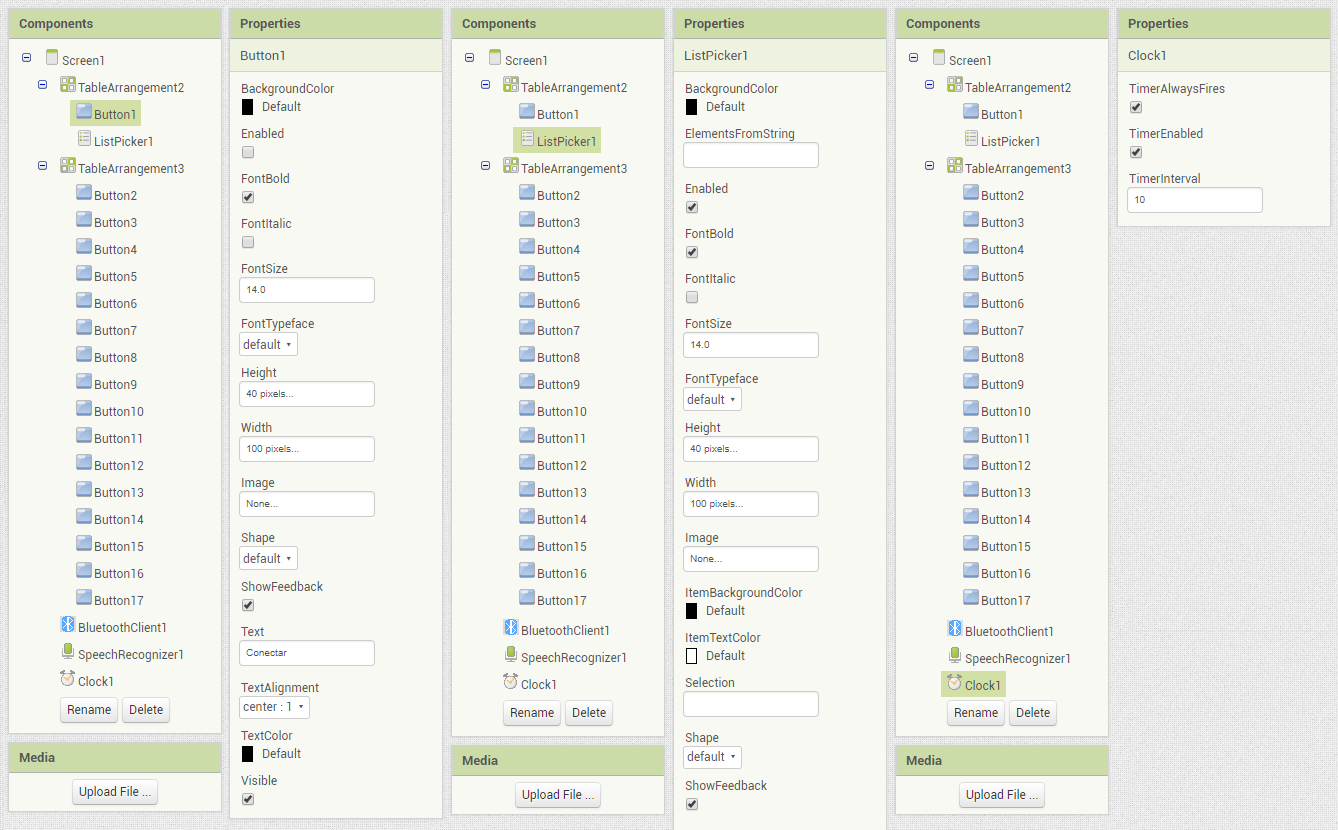 Components
Screen1
TableArrangement2
Button1
ListPicker1
TableArrangement3
Button2
Button3
Button4
Button5
Button6
Button7
Button8
Button9
Button10
Button11
Button12
Button13
Button14
Button15
Button16
Button17
BluetoothClient1
SpeechRecognizer1
Clock1
Rename Delete
Media
Upload File ...
Properties
Button1
BackgroundColor
Default
Enabled
FontBold
FontItalic
FontSize
14.0
FontTypeface
default
Height
40 pixels...
Width
100 pixels...
Image
None...
Shape
default
ShowFeedback
Text
Conectar
TextAlignment
center : 1
TextColor
Default
Visible
Components
Screen1
TableArrangement2
Button1
ListPicker1
TableArrangement3
Button2
Button3
Button4
Button5
Button6
Button7
Button8
Button9
Button10
Button11
Button12
Button13
Button14
Button15
Button16
Button17
BluetoothClient1
SpeechRecognizer1
Clock1
Rename Delete
Media
Upload File ...
Properties
ListPicker1
BackgroundColor
Default
ElementsFromString
Enabled
FontBold
FontItalic
FontSize
14.0
FontTypeface
default
Height
40 pixels...
Width
100 pixels...
Image
None...
ItemBackgroundColor
Default
ItemTextColor
Default
Selection
Shape
default
ShowFeedback
Components
Screen1
TableArrangement2
Button1
ListPicker1
TableArrangement3
Button2
Button3
Button4
Button5
Button6
Button7
Button8
Button9
Button10
Button11
Button12
Button13
Button14
Button15
Button16
Button17
BluetoothClient1
SpeechRecognizer1
Clock1
Rename Delete
Media
Upload File ...
Properties
Clock1
TimerAlwaysFires
TimerEnabled
TimerInterval
10